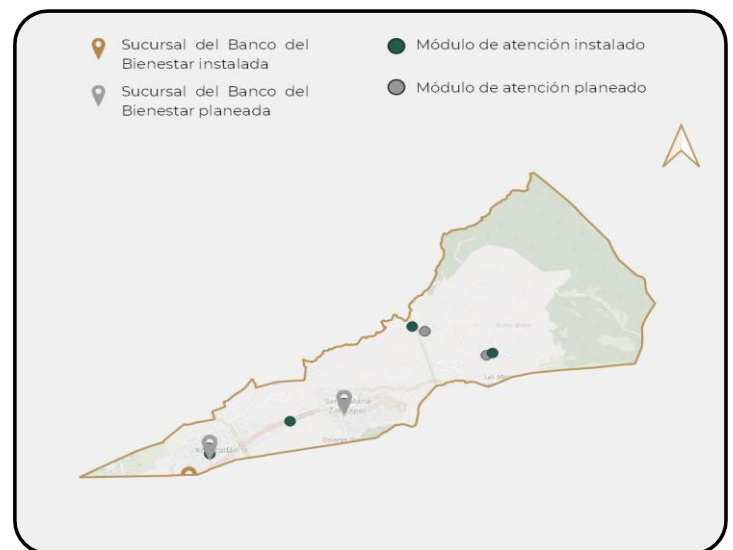 Sucursal del Banco del
Bienestar instalada
Sucursal del Banco del
Bienestar planeada
Módulo de atención instalado
Módulo de atención planeado